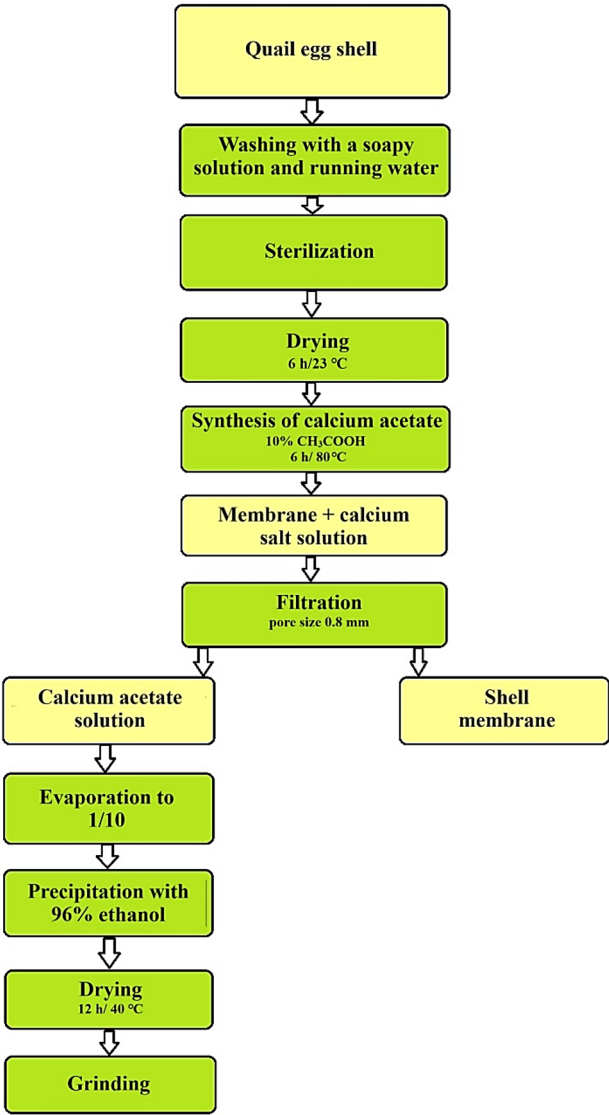 Quail egg shell
Washing with a soapy
solution and running water
Sterilization
Drying
6 h/23 °C
Synthesis of calcium acetate
10% CH₃COOH
6 h/ 80°C
Membrane + calcium
salt solution
Filtration
pore size 0.8 mm
Calcium acetate
solution
Shell
membrane
Evaporation to
1/10
Precipitation with
96% ethanol
Drying
12 h/ 40 °C
Grinding